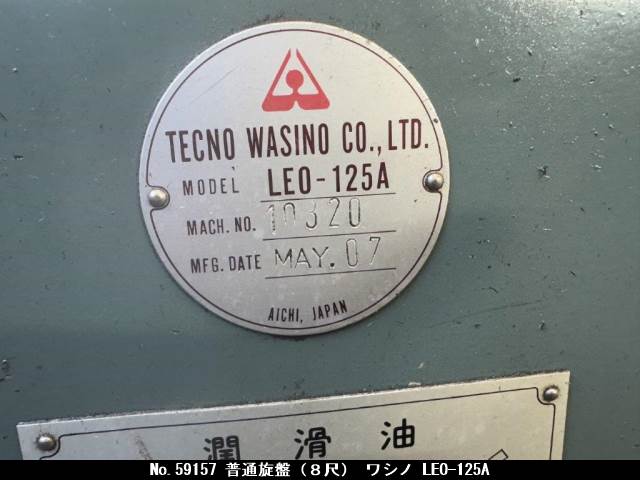 TECNO WASINO CO.,LTD.
MODEL LEO-125A
MACH. NO. 10320
MFG. DATE MAY. 07
AICHI, JAPAN
潤滑油
No.59157 普通旋盤（８尺） ワシノ LEO-125A